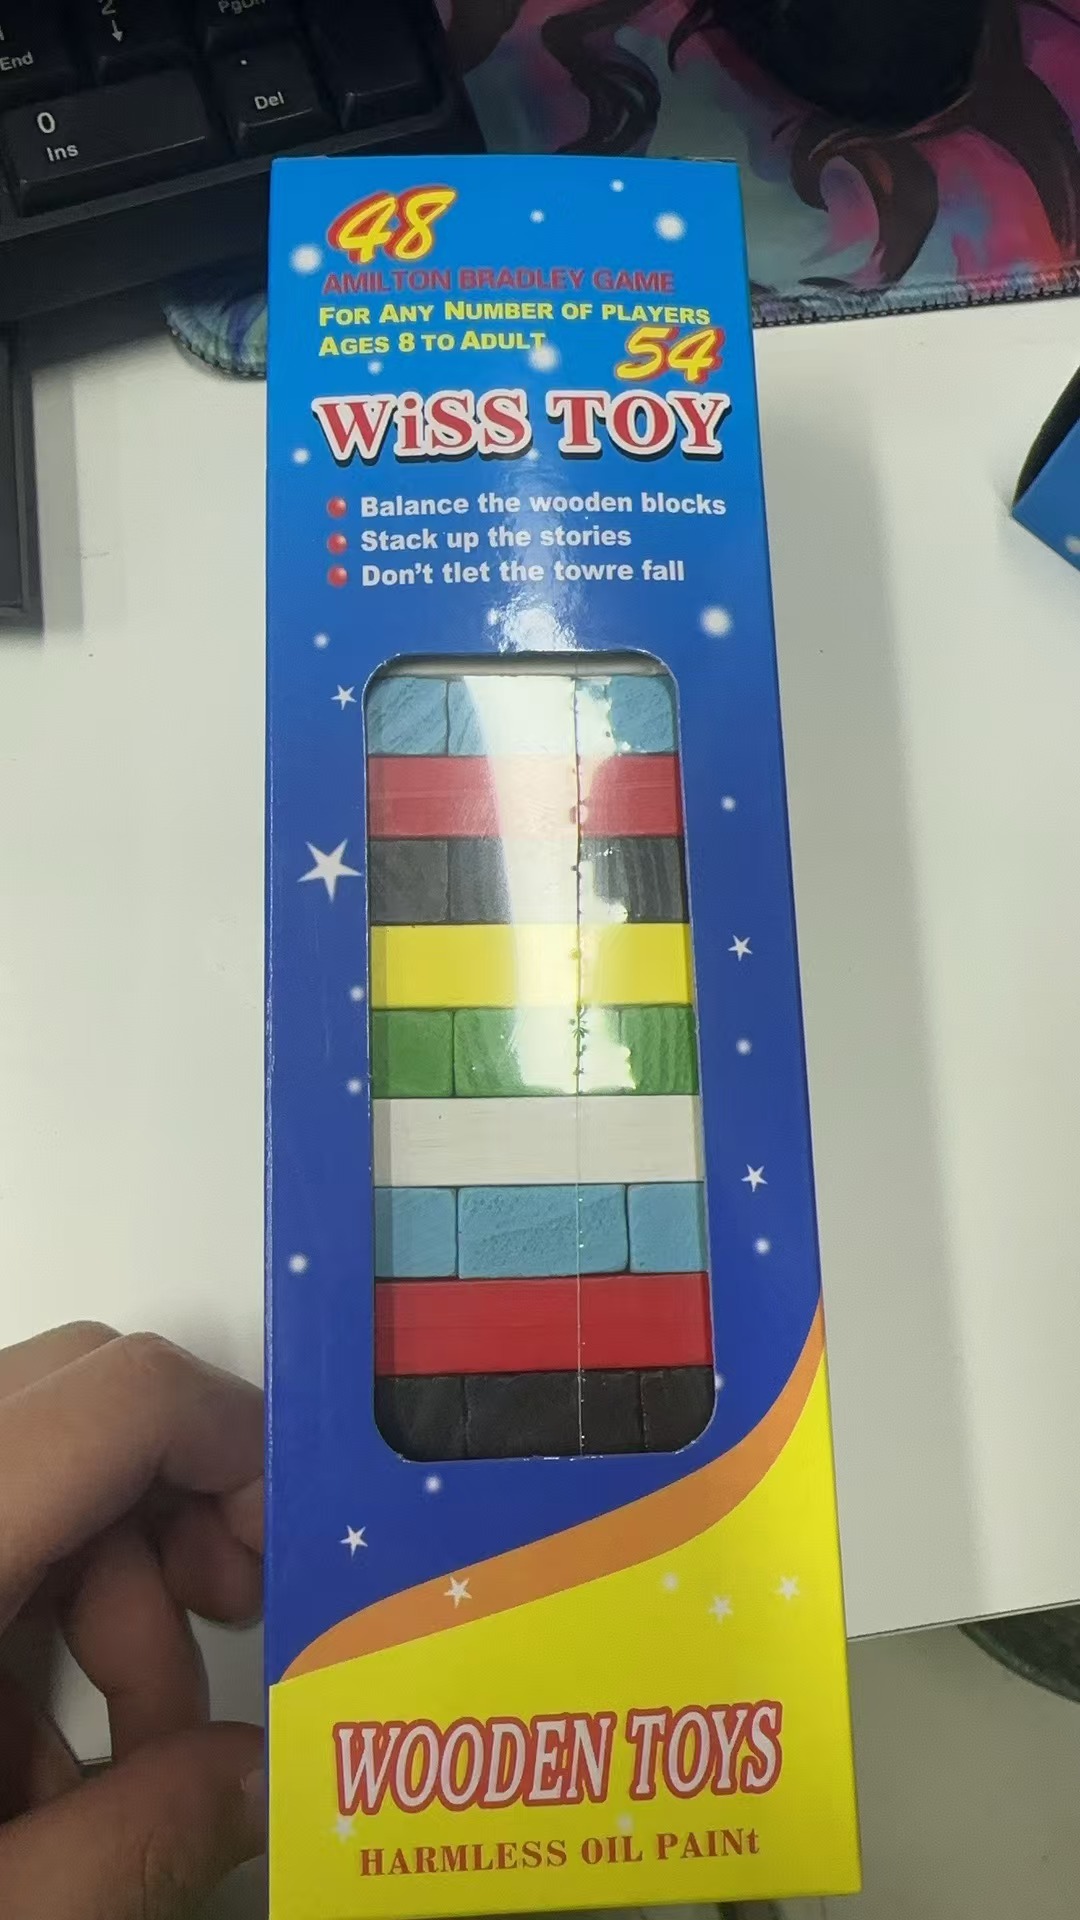 2
↓
PgDn
End
.
Del
0
Ins
48
AMILTON BRADLEY GAME
FOR ANY NUMBER OF PLAYERS
AGES 8 TO ADULT
54
WiSS TOY
Balance the wooden blocks
Stack up the stories
Don't tlet the towre fall
WOODEN TOYS
HARMLESS OIL PAINt